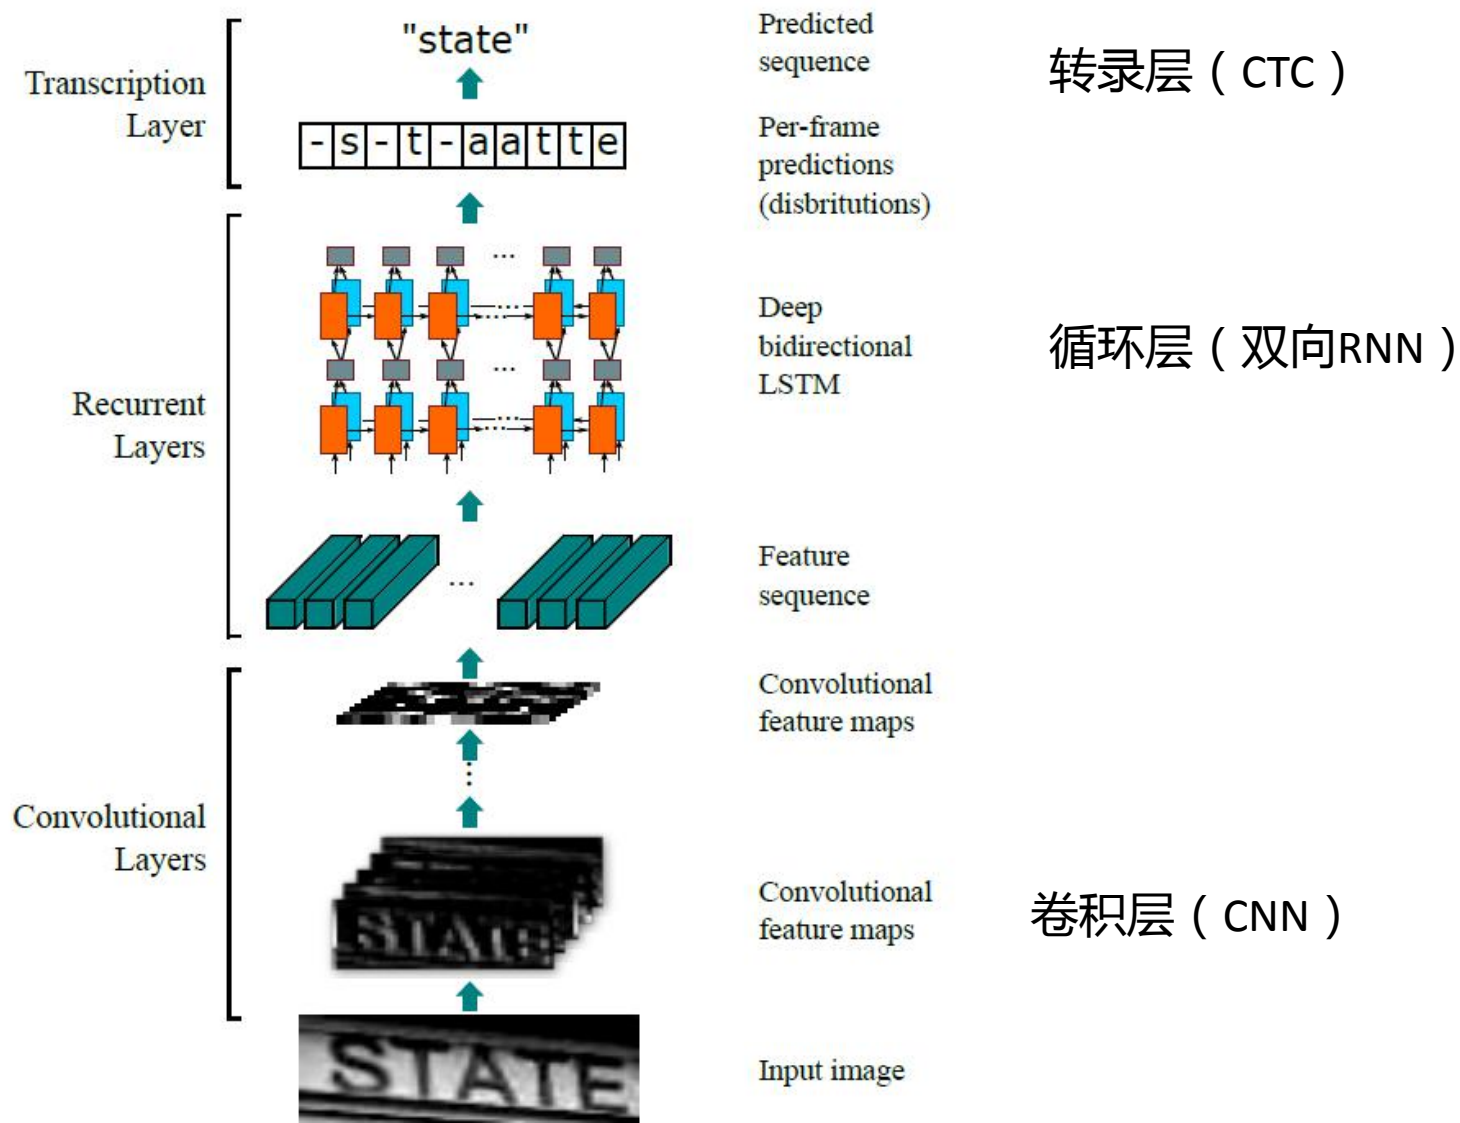 "state"
Predicted
sequence
转录层（CTC）
Transcription
Layer
-s-t-aatte
Per-frame
predictions
(disbritutions)
Deep
bidirectional
LSTM
循环层（双向RNN）
Recurrent
Layers
...
...
...
...
...
Feature
sequence
Convolutional
feature maps
Convolutional
Layers
STATE
Convolutional
feature maps
卷积层（CNN）
STATE
Input image